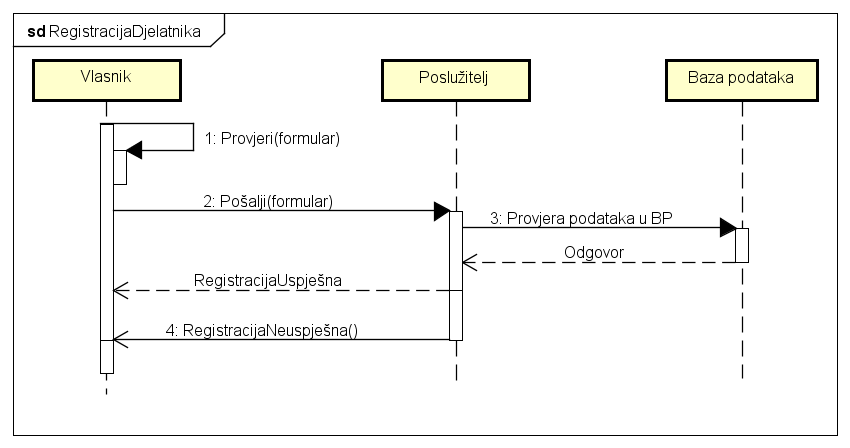 sd RegistracijaDjelatnika
Vlasnik
Poslužitelj
Baza podataka
1: Provjeri(formular)
2: Pošalji(formular)
3: Provjera podataka u BP
Odgovor
RegistracijaUspješna
4: RegistracijaNeuspješna()